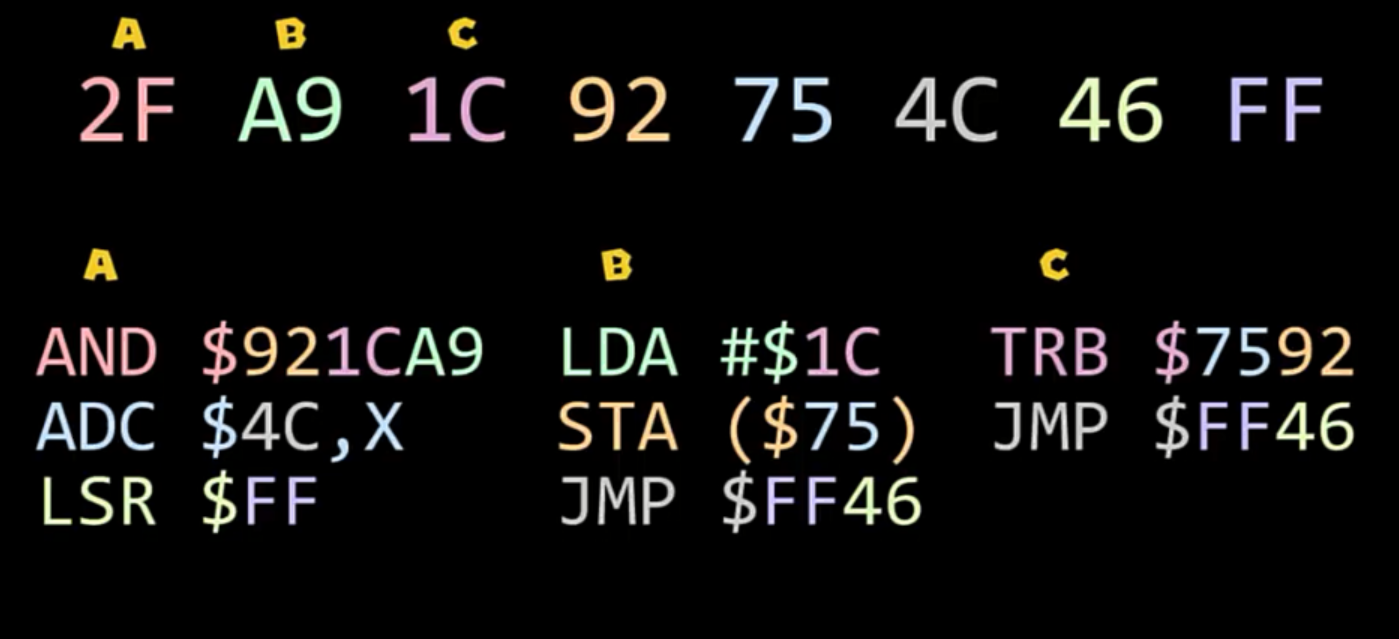 A B C
2F A9 1C 92 75 4C 46 FF
A B C
AND $921CA9 LDA #$1C TRB $7592
ADC $4C,X STA ($75) JMP $FF46
LSR $FF JMP $FF46